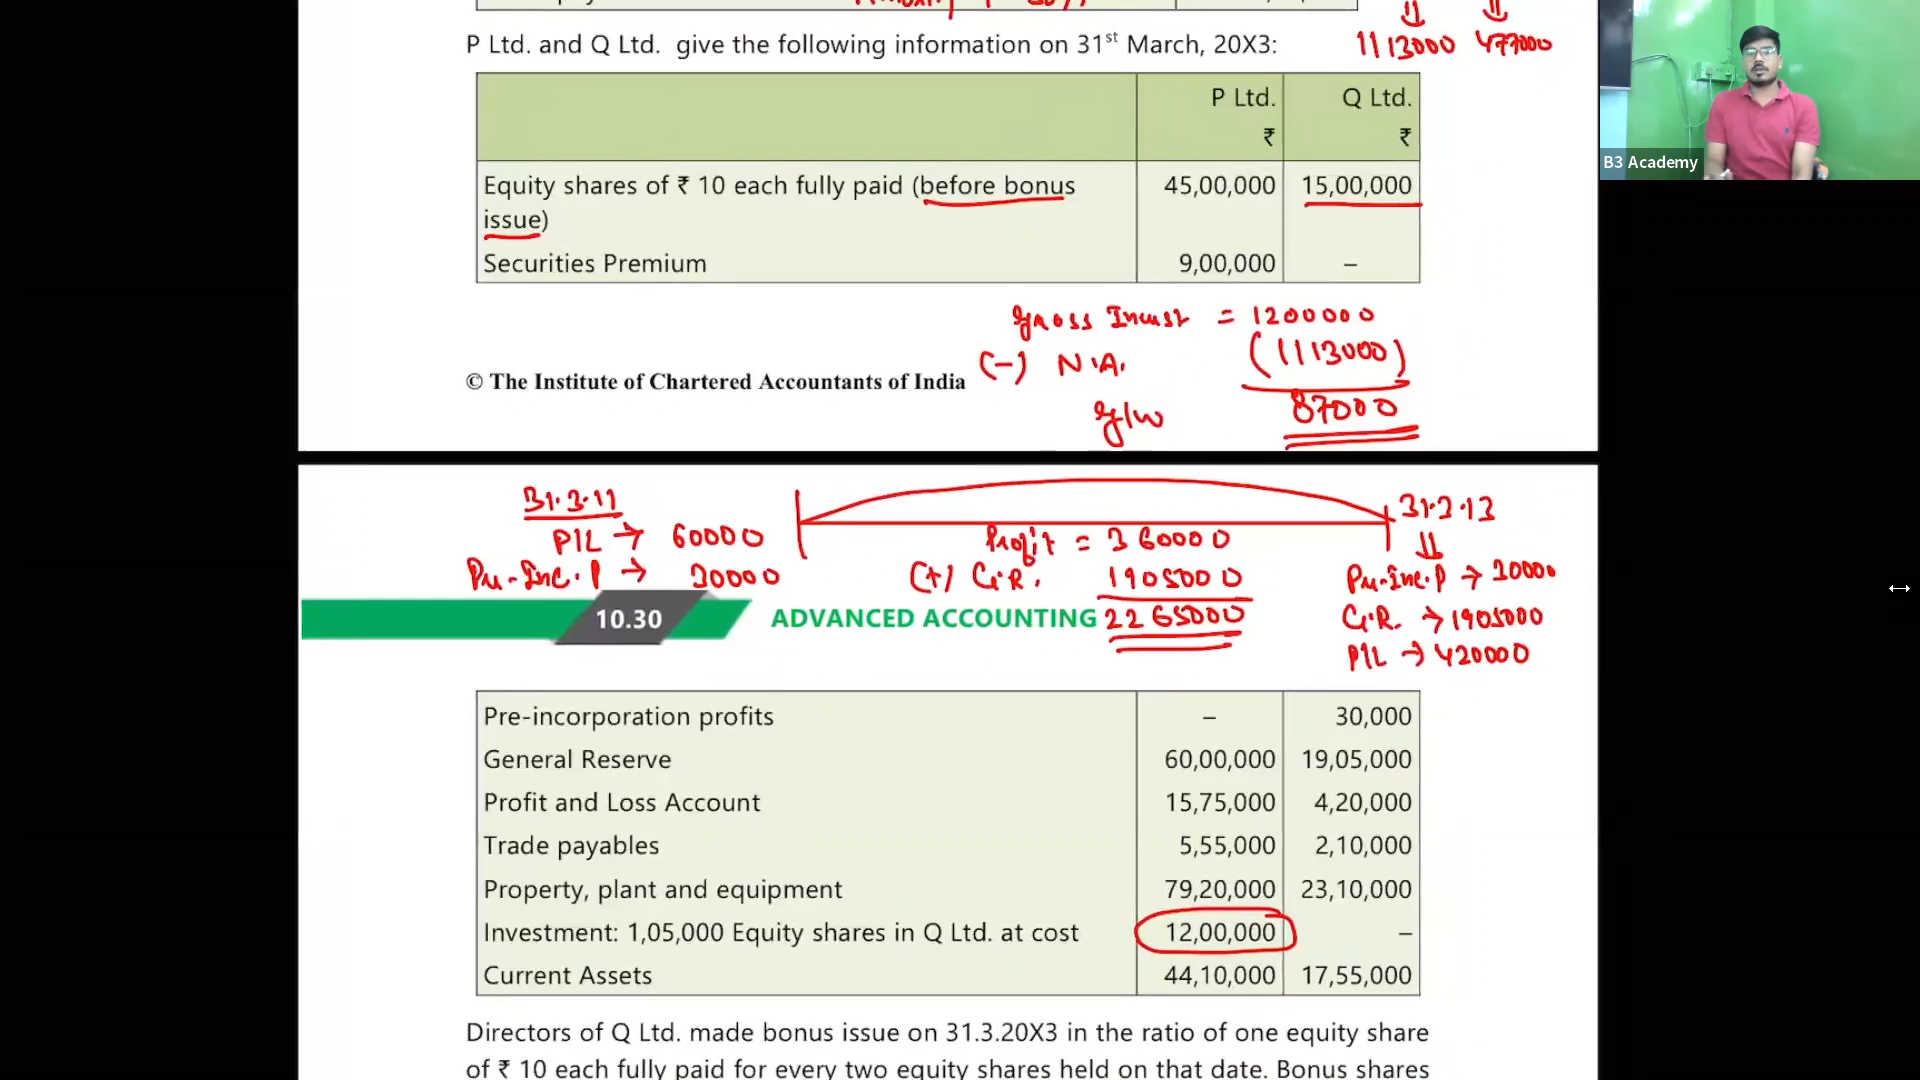 1113000 477000
P Ltd. and Q Ltd. give the following information on 31st March, 20X3:
P Ltd. Q Ltd.
₹ ₹
Equity shares of ₹ 10 each fully paid (before bonus issue) 45,00,000 15,00,000
Securities Premium 9,00,000 –
Gross Invest = 1200000
(-) N.A. (1113000)
G/W 87000
© The Institute of Chartered Accountants of India
B3 Academy
31.3.11
P/L → 60000
Pre-Inc. P → 30000
Profit = 360000
(+) G.R. 1905000
2265000
31.3.13
Pre-Inc. P → 30000
G.R. → 1905000
P/L → 420000
10.30 ADVANCED ACCOUNTING
Pre-incorporation profits – 30,000
General Reserve 60,00,000 19,05,000
Profit and Loss Account 15,75,000 4,20,000
Trade payables 5,55,000 2,10,000
Property, plant and equipment 79,20,000 23,10,000
Investment: 1,05,000 Equity shares in Q Ltd. at cost 12,00,000 –
Current Assets 44,10,000 17,55,000
Directors of Q Ltd. made bonus issue on 31.3.20X3 in the ratio of one equity share
of ₹ 10 each fully paid for every two equity shares held on that date. Bonus shares